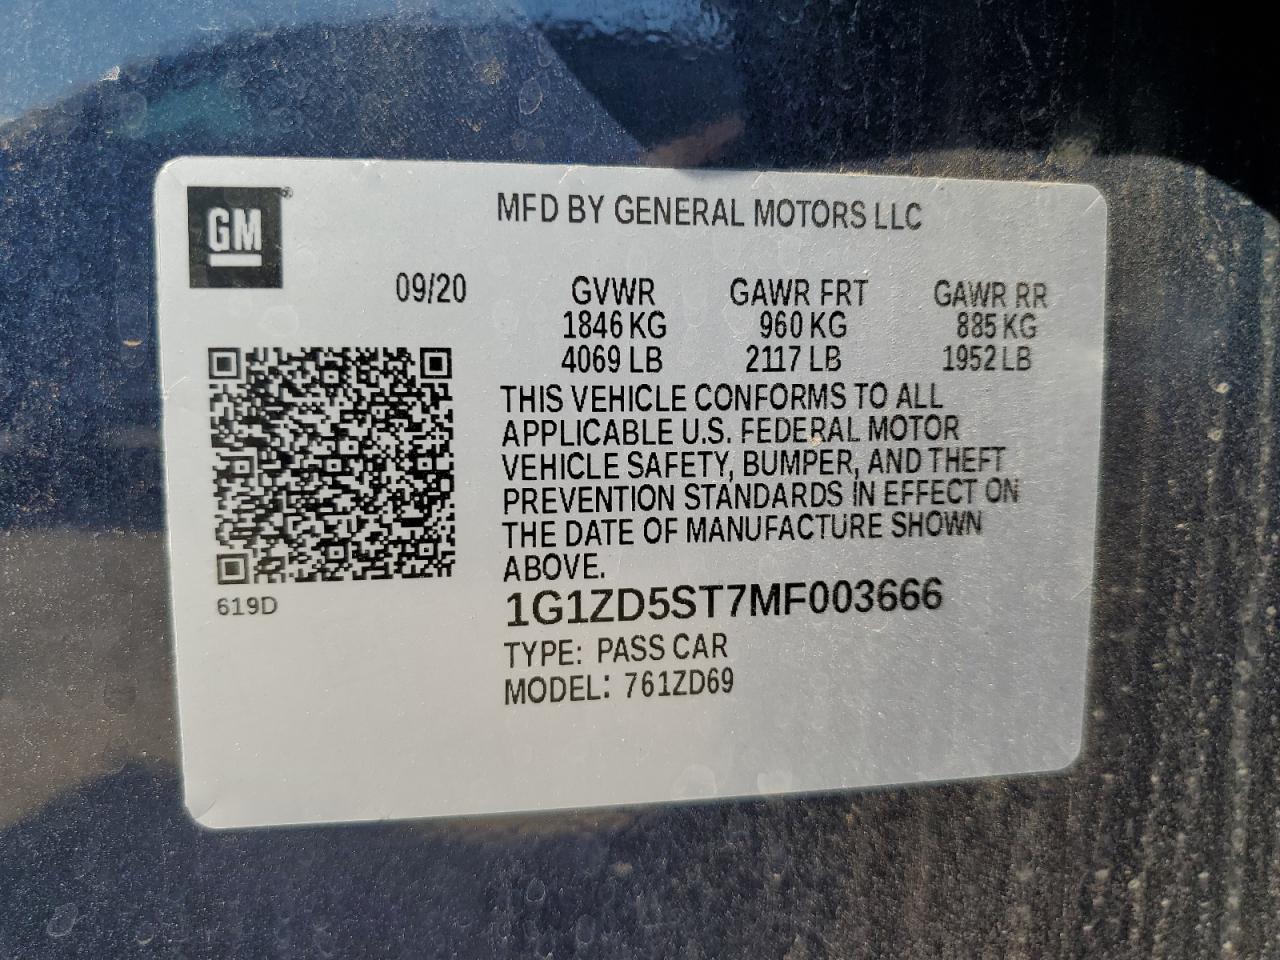 GM®
MFD BY GENERAL MOTORS LLC
09/20
GVWR GAWR FRT GAWR RR
1846 KG 960 KG 885 KG
4069 LB 2117 LB 1952 LB
THIS VEHICLE CONFORMS TO ALL
APPLICABLE U.S. FEDERAL MOTOR
VEHICLE SAFETY, BUMPER, AND THEFT
PREVENTION STANDARDS IN EFFECT ON
THE DATE OF MANUFACTURE SHOWN
ABOVE.
619D
1G1ZD5ST7MF003666
TYPE: PASS CAR
MODEL: 761ZD69